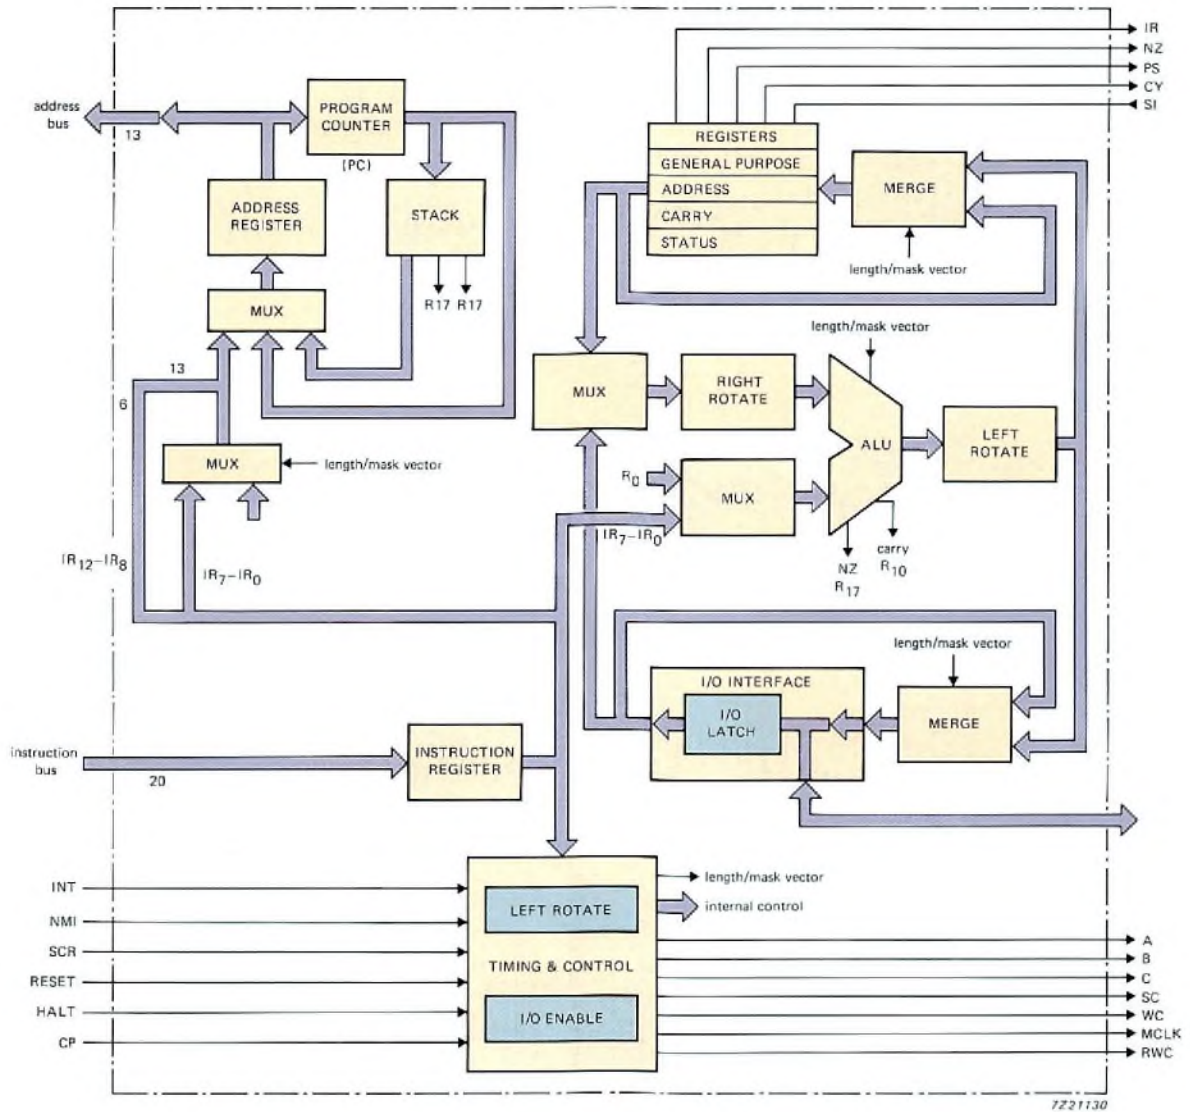 IR
NZ
PS
CY
SI
address
bus
13
PROGRAM
COUNTER
(PC)
REGISTERS
GENERAL PURPOSE
ADDRESS
CARRY
STATUS
MERGE
length/mask vector
ADDRESS
REGISTER
STACK
R17 R17
MUX
13
6
MUX
length/mask vector
IR12–IR8
IR7–IR0
length/mask vector
MUX
RIGHT
ROTATE
ALU
LEFT
ROTATE
R0
MUX
IR7–IR0
NZ
R17
carry
R10
length/mask vector
I/O INTERFACE
I/O
LATCH
MERGE
instruction
bus
20
INSTRUCTION
REGISTER
INT
NMI
SCR
RESET
HALT
CP
LEFT ROTATE
TIMING & CONTROL
I/O ENABLE
length/mask vector
internal control
A
B
C
SC
WC
MCLK
RWC
7Z21130